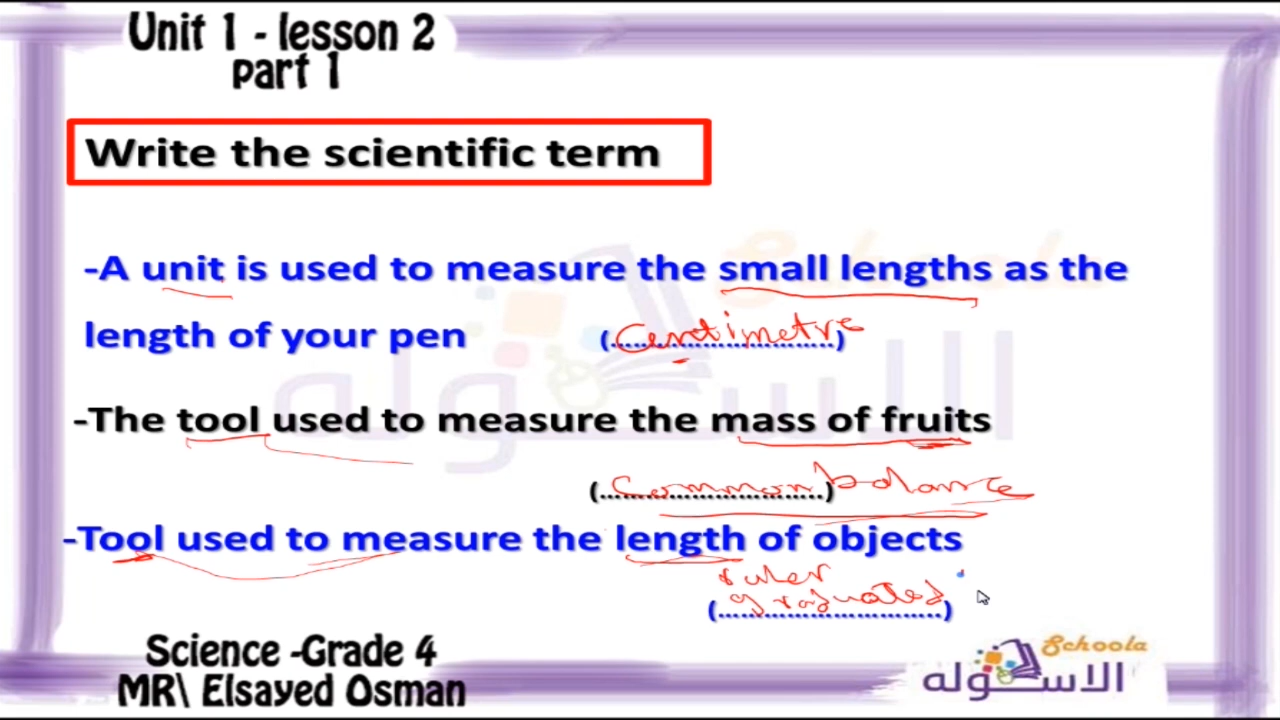 Unit 1 - lesson 2
part 1
Write the scientific term
-A unit is used to measure the small lengths as the
length of your pen (Centimetre)
-The tool used to measure the mass of fruits
(Common) balance
-Tool used to measure the length of objects
ruler
(graduated)
Science -Grade 4
MR\ Elsayed Osman
Schoola
الاسكوله